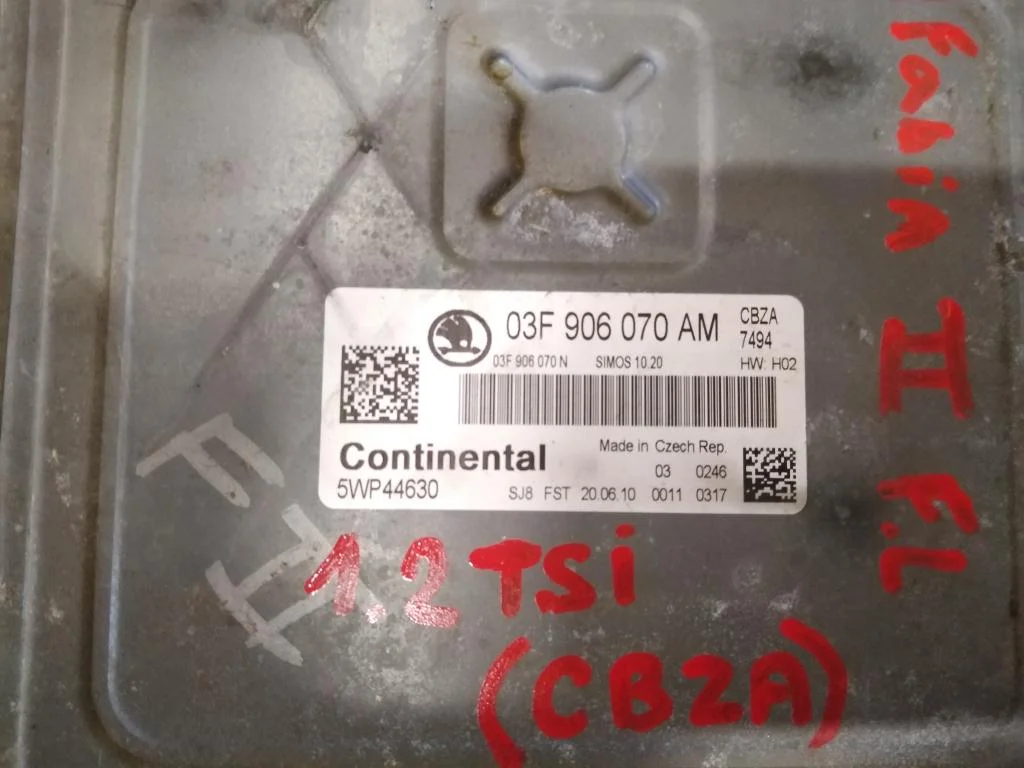 03F 906 070 AM
CBZA
7494
03F 906 070 N
SIMOS 10.20
HW: H02
Continental
Made in Czech Rep.
03 0246
5WP44630
SJ8 FST 20.06.10 0011 0317
1.2 TSi
(CBZA)
FabiA II F.L
FII